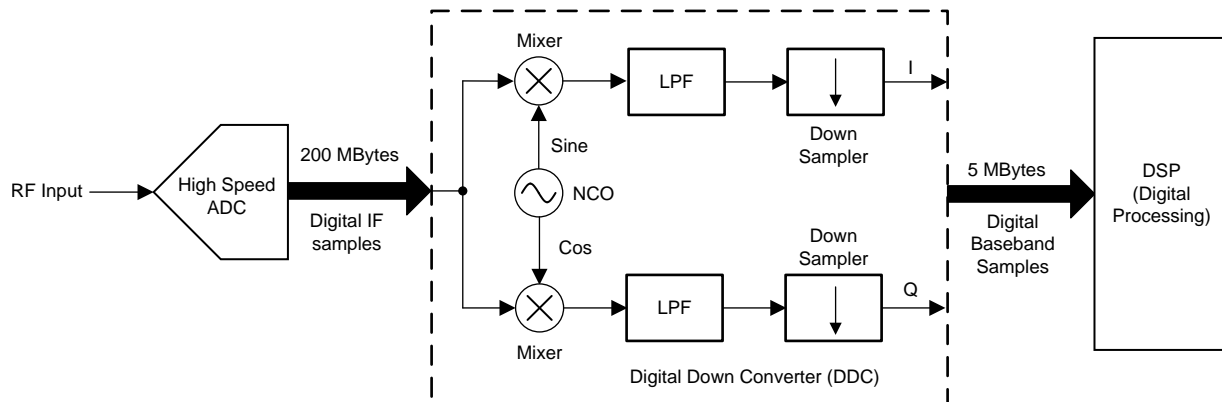 RF Input
High Speed
ADC
200 MBytes
Digital IF
samples
Mixer
Sine
NCO
Cos
Mixer
LPF
Down
Sampler
I
LPF
Down
Sampler
Q
Digital Down Converter (DDC)
5 MBytes
Digital
Baseband
Samples
DSP
(Digital
Processing)